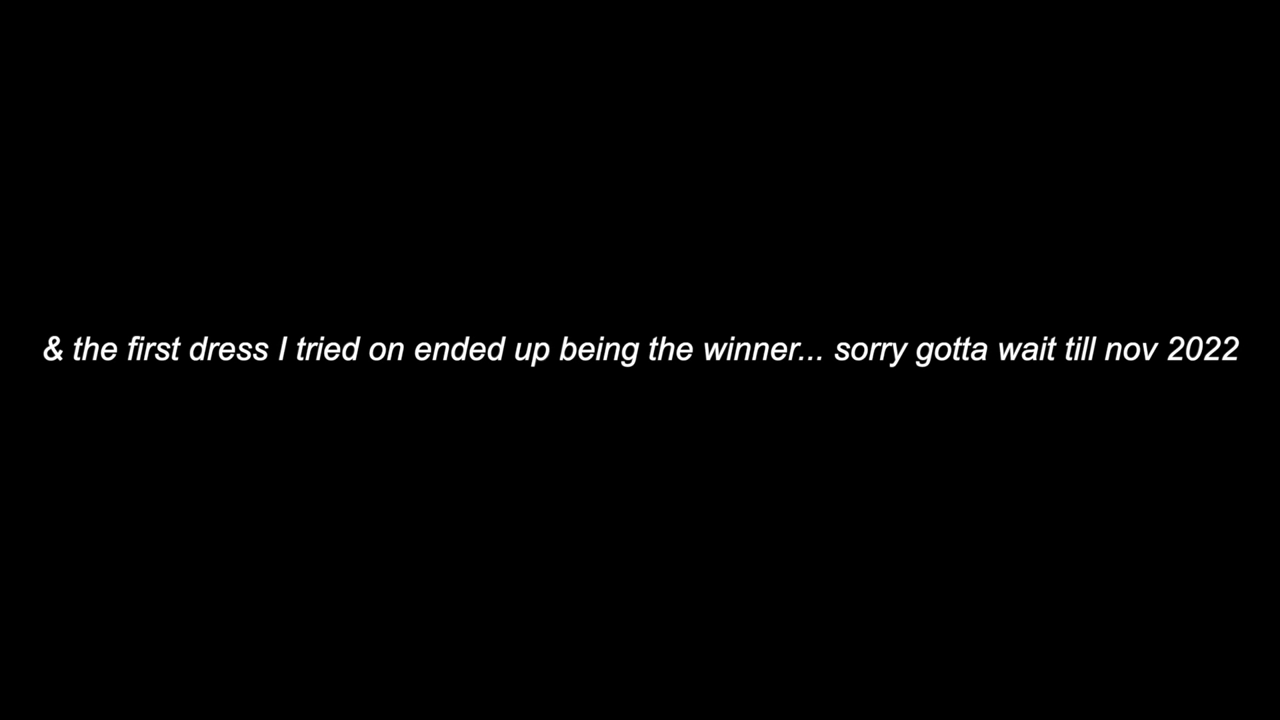 & the first dress I tried on ended up being the winner... sorry gotta wait till nov 2022